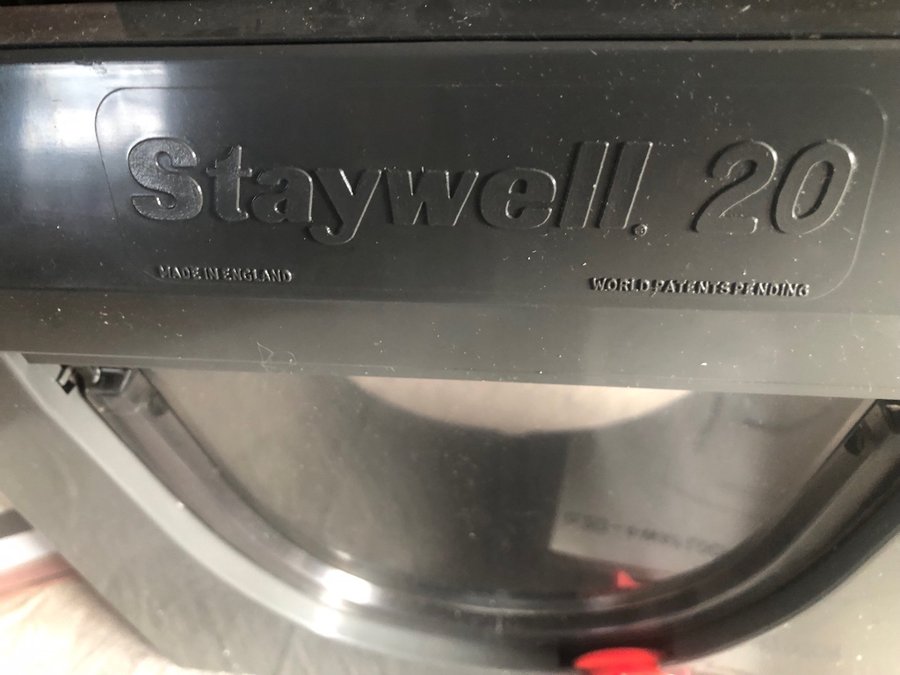 Staywell® 20
MADE IN ENGLAND
WORLD PATENTS PENDING